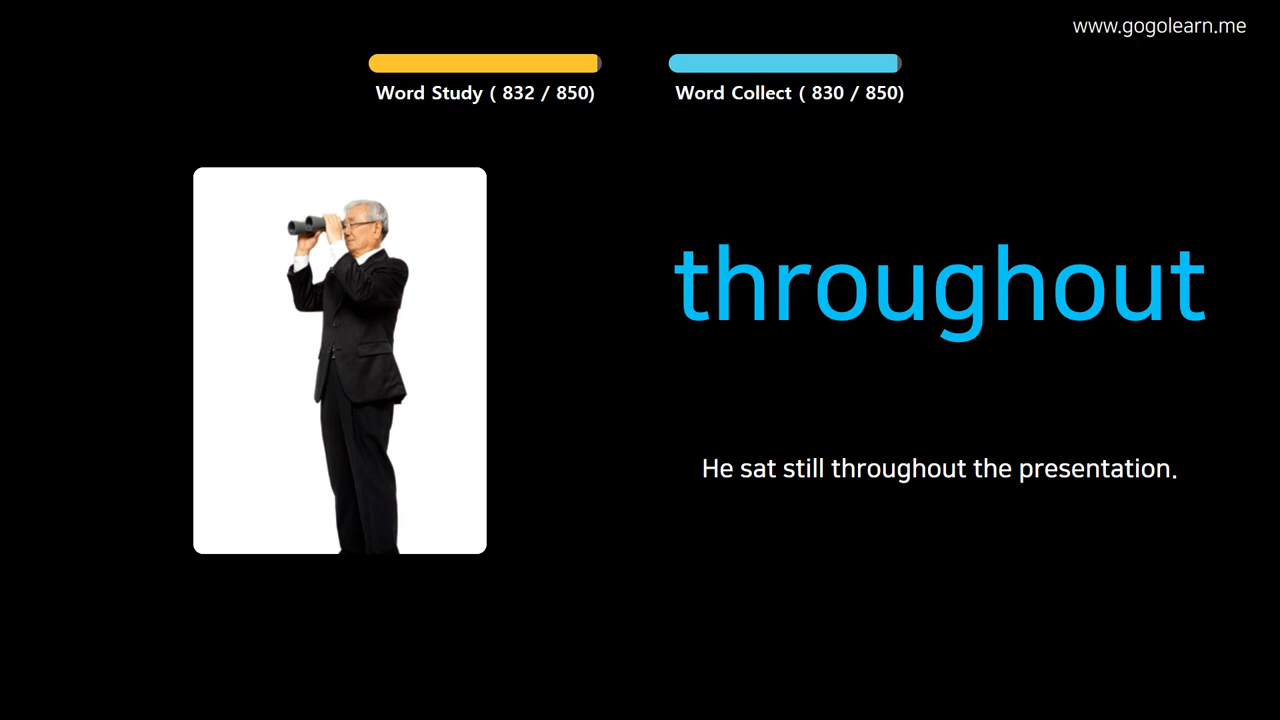 www.gogolearn.me
Word Study ( 832 / 850)
Word Collect ( 830 / 850)
throughout
He sat still throughout the presentation.